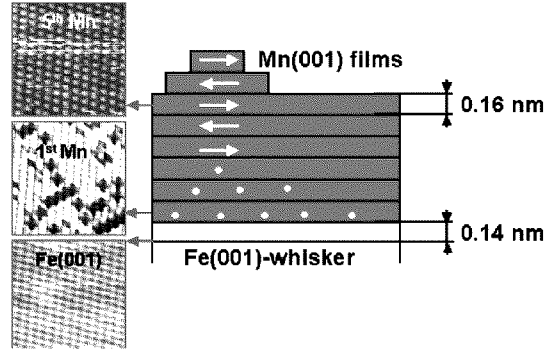 5th Mn
Mn(001) films
0.16 nm
1st Mn
0.14 nm
Fe(001)
Fe(001)-whisker